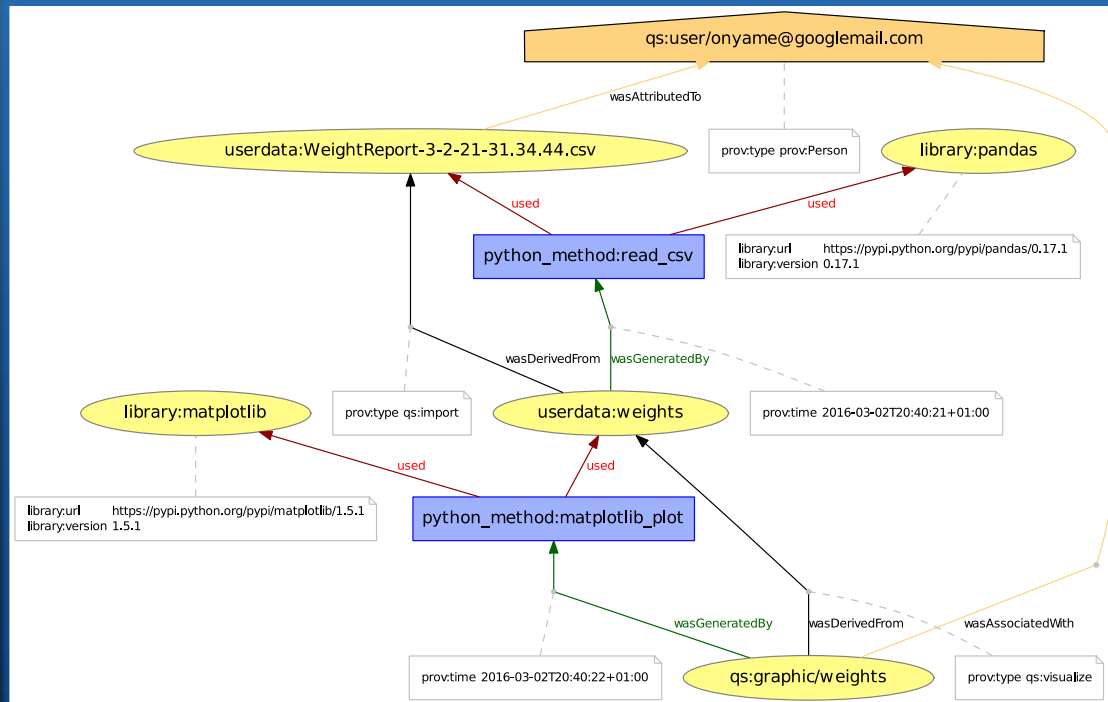 qs:user/onyame@googlemail.com
wasAttributedTo
userdata:WeightReport-3-2-21-31.34.44.csv
prov:type prov:Person
library:pandas
used
used
library:url https://pypi.python.org/pypi/pandas/0.17.1
library:version 0.17.1
python_method:read_csv
wasDerivedFrom
wasGeneratedBy
library:matplotlib
prov:type qs:import
userdata:weights
prov:time 2016-03-02T20:40:21+01:00
used
used
library:url https://pypi.python.org/pypi/matplotlib/1.5.1
library:version 1.5.1
python_method:matplotlib_plot
wasGeneratedBy
wasDerivedFrom
wasAssociatedWith
prov:time 2016-03-02T20:40:22+01:00
qs:graphic/weights
prov:type qs:visualize